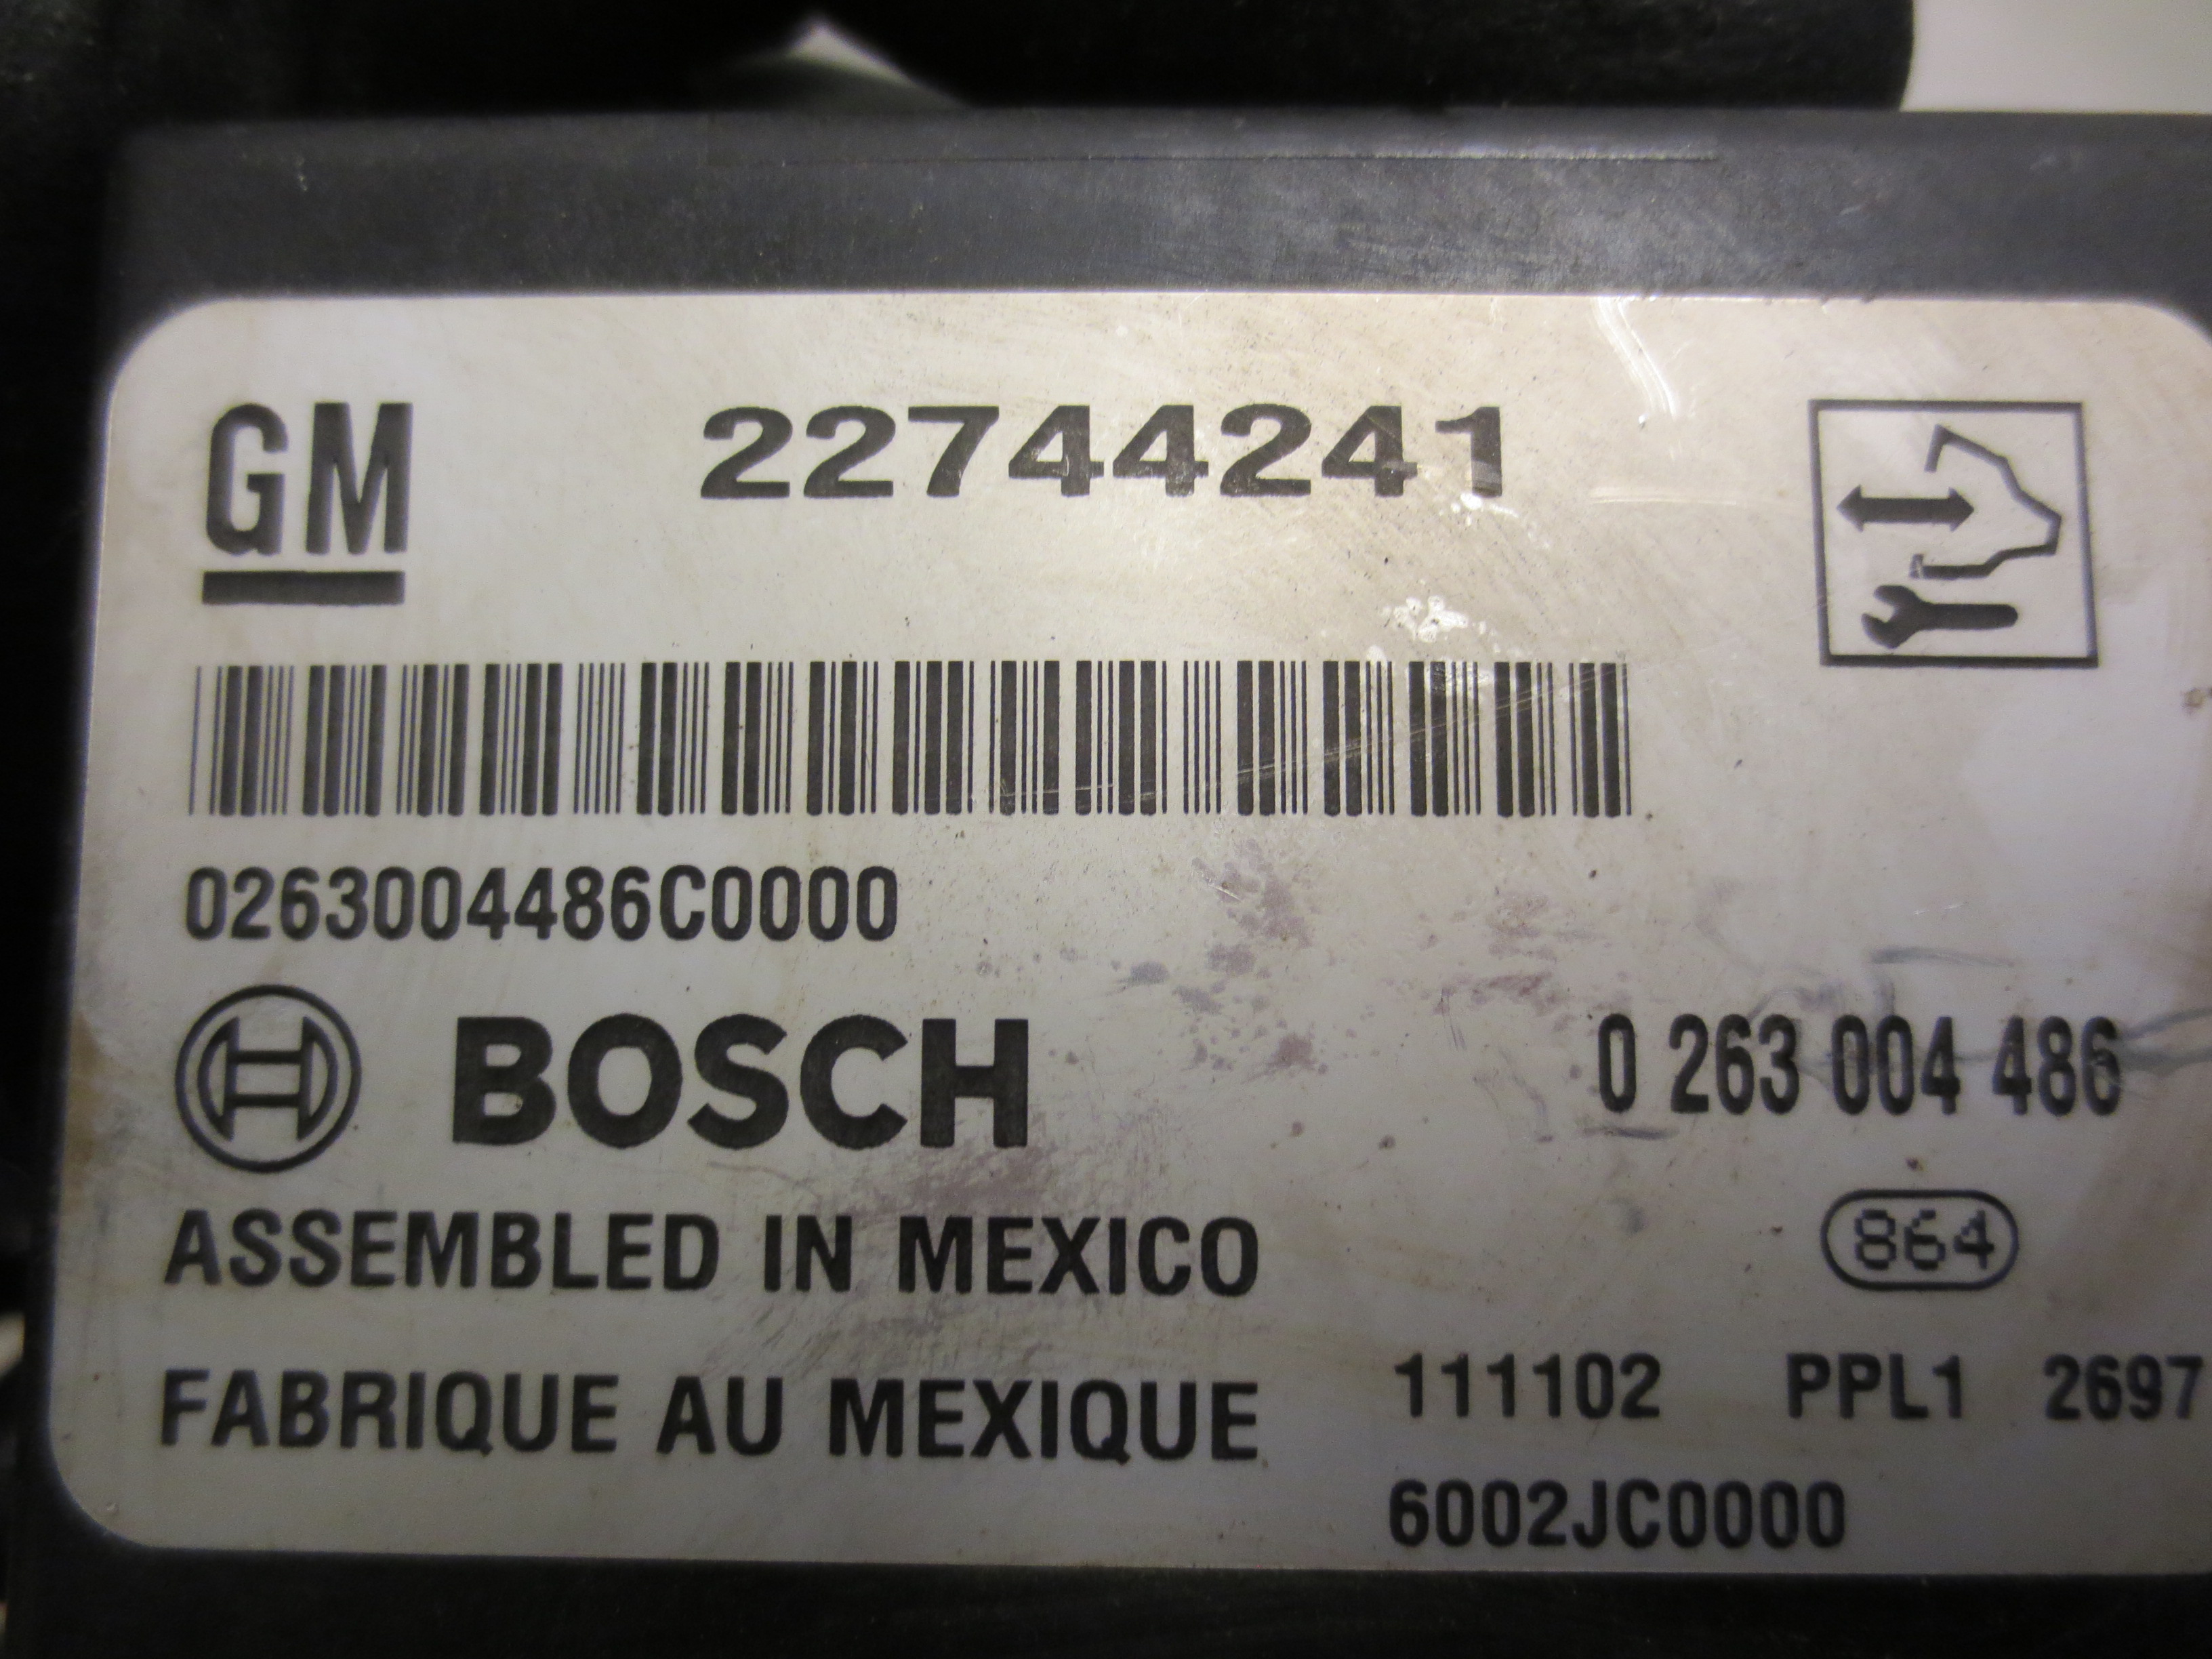 GM 22744241
0263004486C0000
BOSCH 0 263 004 486
ASSEMBLED IN MEXICO 864
FABRIQUE AU MEXIQUE 111102 PPL1 2697
6002JC0000